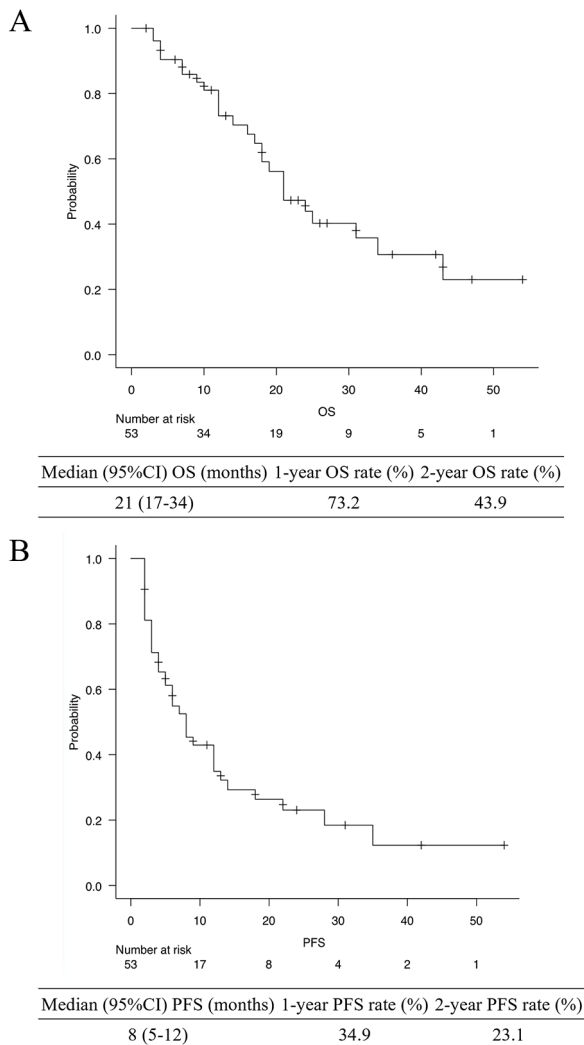 A
1.0
0.8
0.6
0.4
0.2
0.0
Probability
0 10 20 30 40 50
OS
Number at risk
53 34 19 9 5 1
Median (95%CI) OS (months) 1-year OS rate (%) 2-year OS rate (%)
21 (17-34) 73.2 43.9
B
1.0
0.8
0.6
0.4
0.2
0.0
Probability
0 10 20 30 40 50
PFS
Number at risk
53 17 8 4 2 1
Median (95%CI) PFS (months) 1-year PFS rate (%) 2-year PFS rate (%)
8 (5-12) 34.9 23.1